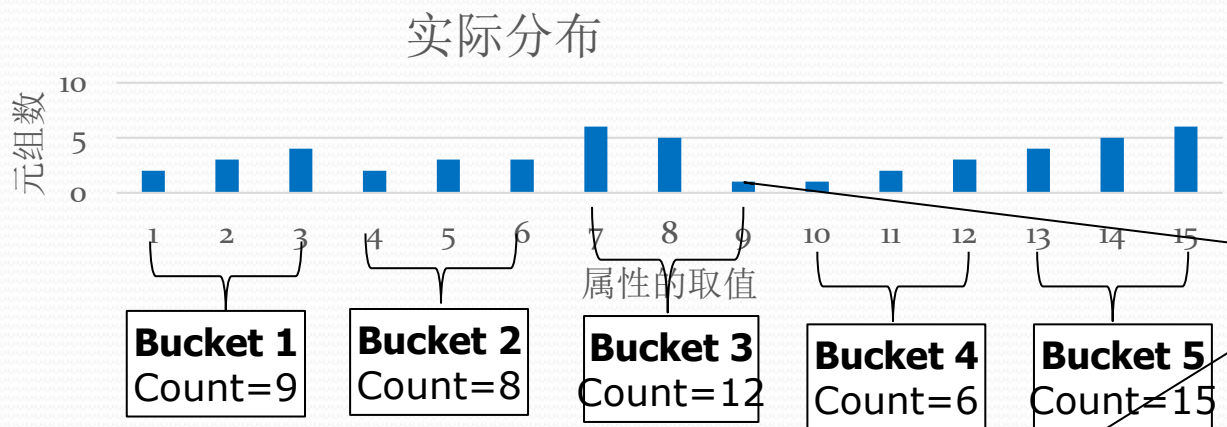 实际分布
元组数
10
5
0
1 2 3 4 5 6 7 8 9 10 11 12 13 14 15
属性的取值
Bucket 1
Count=9
Bucket 2
Count=8
Bucket 3
Count=12
Bucket 4
Count=6
Bucket 5
Count=15